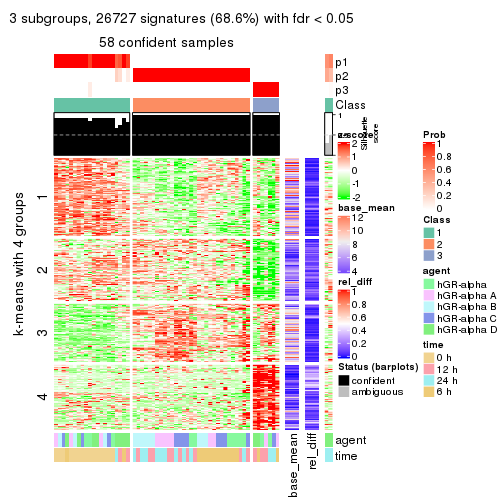 3 subgroups, 26727 signatures (68.6%) with fdr < 0.05
58 confident samples
p1
p2
p3
Class
1
Silhouette
score
k-means with 4 groups
1
2
3
4
z-score
2
1
0
-1
-2
base_mean
12
10
8
6
4
rel_diff
1
0.8
0.6
0.4
0.2
0
Status (barplots)
confident
ambiguous
Prob
1
0.8
0.6
0.4
0.2
0
Class
1
2
3
agent
hGR-alpha
hGR-alpha A
hGR-alpha B
hGR-alpha C
hGR-alpha D
time
0 h
12 h
24 h
6 h
agent
time
base_mean
rel_diff